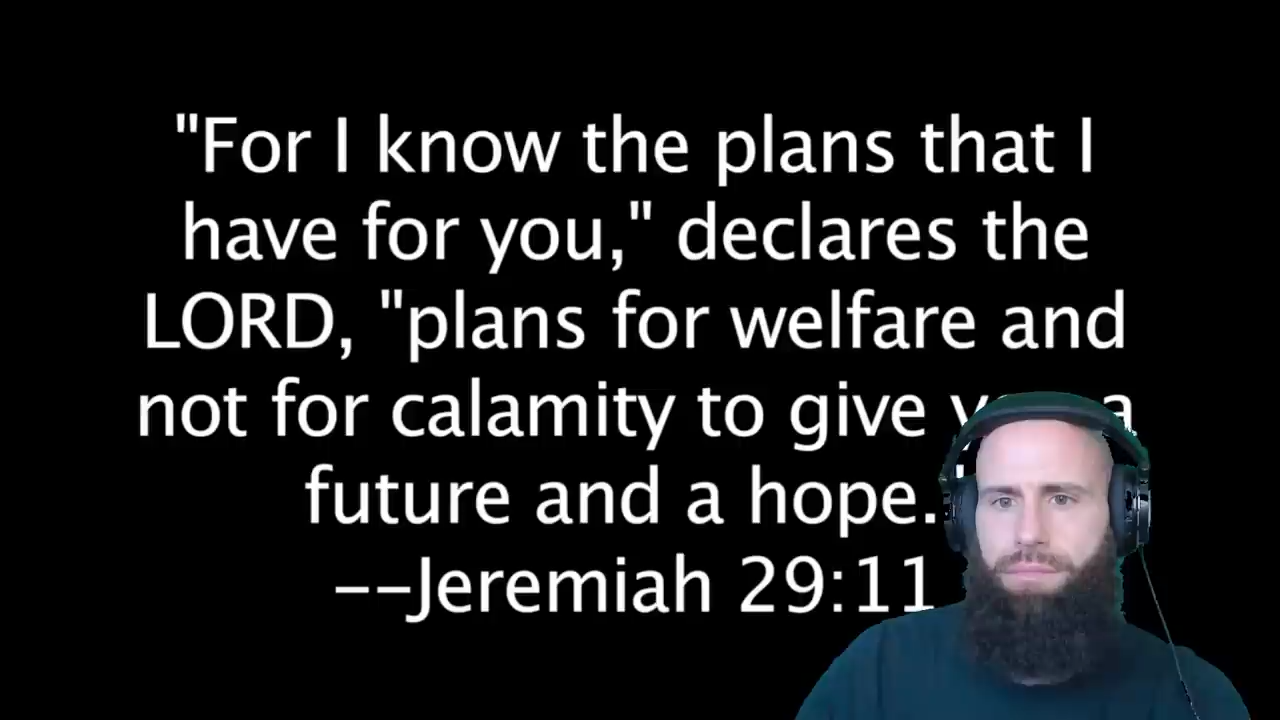 "For I know the plans that I
have for you," declares the
LORD, "plans for welfare and
not for calamity to give a
future and a hope."
--Jeremiah 29:11